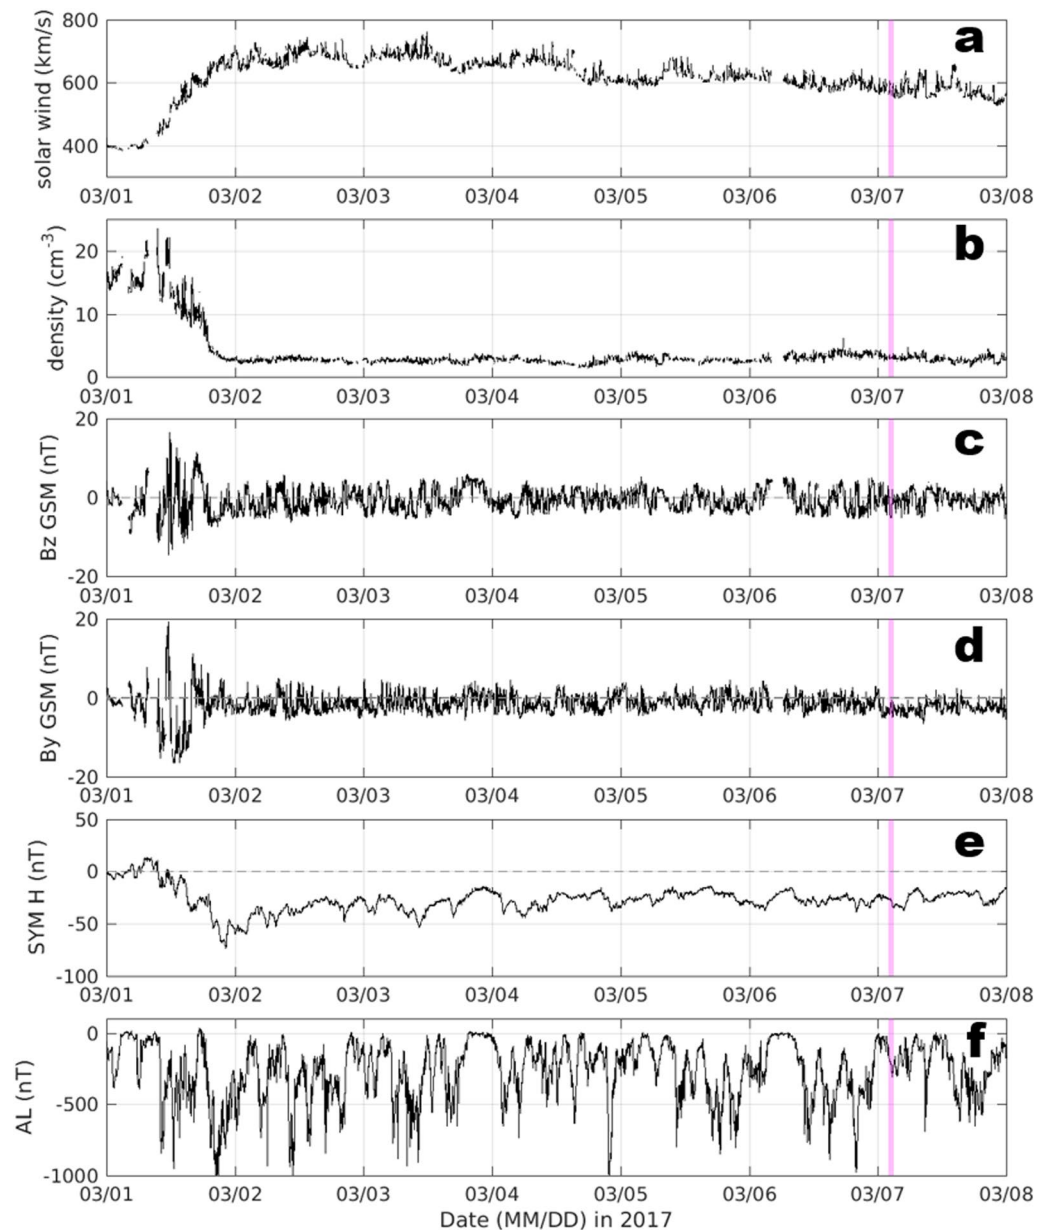 800
600
400
solar wind (km/s)
a
03/01 03/02 03/03 03/04 03/05 03/06 03/07 03/08
20
10
0
density (cm⁻³)
b
03/01 03/02 03/03 03/04 03/05 03/06 03/07 03/08
20
0
-20
Bz GSM (nT)
c
03/01 03/02 03/03 03/04 03/05 03/06 03/07 03/08
20
0
-20
By GSM (nT)
d
03/01 03/02 03/03 03/04 03/05 03/06 03/07 03/08
50
0
-50
-100
SYM H (nT)
e
03/01 03/02 03/03 03/04 03/05 03/06 03/07 03/08
0
-500
-1000
AL (nT)
f
03/01 03/02 03/03 03/04 03/05 03/06 03/07 03/08
Date (MM/DD) in 2017